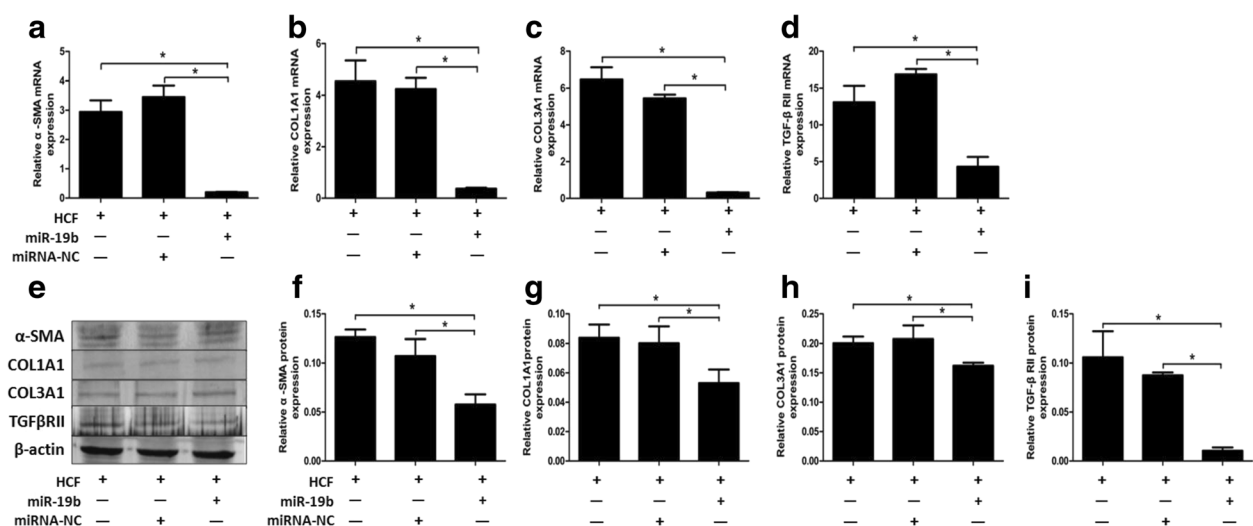 a
Relative α -SMA mRNA
expression
5
4
3
2
1
0
*
*
HCF + + +
miR-19b — — +
miRNA-NC — + —
b
Relative COL1A1 mRNA
expression
6
4
2
0
*
*
+ + +
— — +
— + —
c
Relative COL3A1 mRNA
expression
8
6
4
2
0
*
*
+ + +
— — +
— + —
d
Relative TGF-β RII mRNA
expression
20
15
10
5
0
*
*
+ + +
— — +
— + —
e
α-SMA
COL1A1
COL3A1
TGFβRII
β-actin
HCF + + +
miR-19b — — +
miRNA-NC — + —
f
Relative α -SMA protein
expression
0.15
0.10
0.05
0.00
*
*
HCF + + +
miR-19b — — +
miRNA-NC — + —
g
Relative COL1A1protein
expression
0.10
0.08
0.06
0.04
0.02
0.00
*
*
+ + +
— — +
— + —
h
Relative COL3A1 protein
expression
0.25
0.20
0.15
0.10
0.05
0.00
*
*
+ + +
— — +
— + —
i
Relative TGF-β RII protein
expression
0.15
0.10
0.05
0.00
*
*
+ + +
— — +
— + —